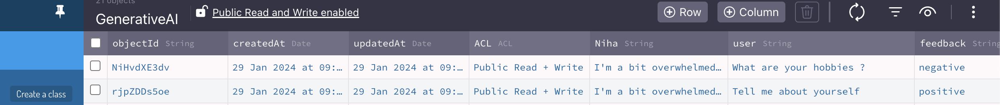 21 objects
GenerativeAI
Public Read and Write enabled
Row
Column
objectId String createdAt Date updatedAt Date ACL ACL Niha String user String feedback String
NiHvdXE3dv 29 Jan 2024 at 09:… 29 Jan 2024 at 09:… Public Read + Write I'm a bit overwhelmed… What are your hobbies ? negative
rjpZDDs5oe 29 Jan 2024 at 09:… 29 Jan 2024 at 09:… Public Read + Write I'm a bit overwhelmed… Tell me about yourself positive
Create a class